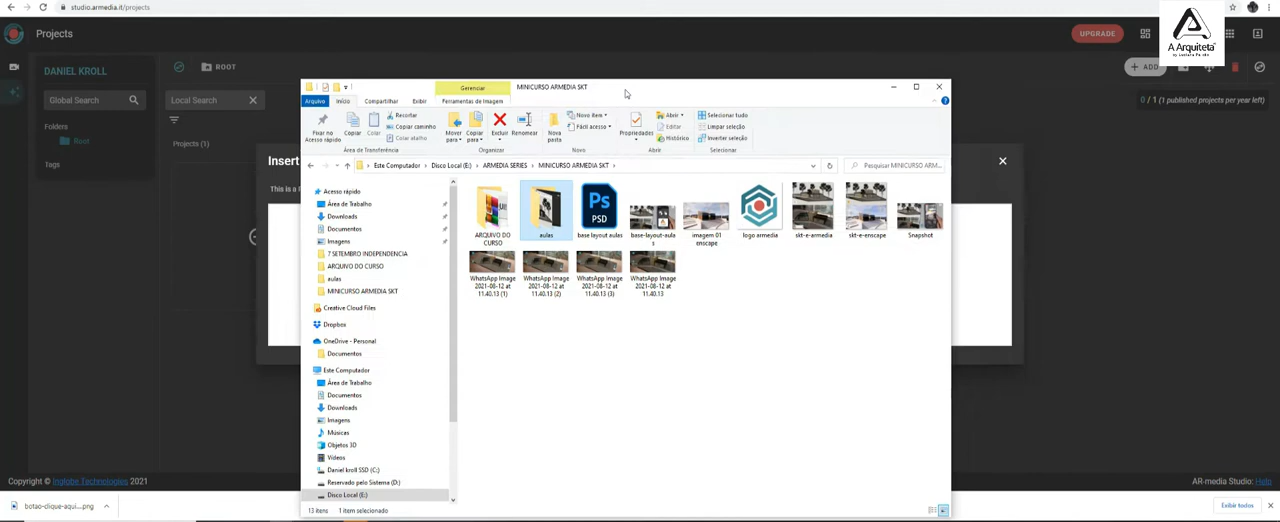 studio.armedia.it/projects
Projects
UPGRADE
A Arquiteta
DANIEL KROLL
ROOT
+ ADD
Global Search
Local Search
0 / 1 (1 published projects per year left)
Folders
Root
Tags
Projects (1)
Insert
This is a
Gerenciar
MINICURSO ARMEDIA SKT
Arquivo
Início
Compartilhar
Exibir
Ferramentas de Imagem
Fixar no Acesso rápido
Copiar
Colar
Recortar
Copiar caminho
Colar atalho
Área de Transferência
Mover para
Copiar para
Excluir
Renomear
Organizar
Nova pasta
Novo item
Fácil acesso
Novo
Propriedades
Abrir
Editar
Histórico
Abrir
Selecionar tudo
Limpar seleção
Inverter seleção
Selecionar
Este Computador > Disco Local (E:) > ARMEDIA SERIES > MINICURSO ARMEDIA SKT >
Pesquisar MINICURSO ARM...
Acesso rápido
Área de Trabalho
Downloads
Documentos
Imagens
7 SETEMBRO INDEPENDENCIA
ARQUIVO DO CURSO
aulas
MINICURSO ARMEDIA SKT
Creative Cloud Files
Dropbox
OneDrive - Personal
Documentos
Este Computador
Área de Trabalho
Documentos
Downloads
Imagens
Músicas
Objetos 3D
Vídeos
Daniel kroll SSD (C:)
Reservado pelo Sistema (D:)
Disco Local (E:)
Ps
PSD
ARQUIVO DO CURSO
aulas
base layout aulas
base-layout-aulas
imagem 01 enscape
logo armedia
skt-e-armedia
skt-e-enscape
Snapshot
WhatsApp Image 2021-08-12 at 11.40.13 (1)
WhatsApp Image 2021-08-12 at 11.40.13 (2)
WhatsApp Image 2021-08-12 at 11.40.13 (3)
WhatsApp Image 2021-08-12 at 11.40.13
13 itens
1 item selecionado
Copyright © Inglobe Technologies 2021
AR-media Studio: Help
botao-clique-aqui....png
Exibir todos